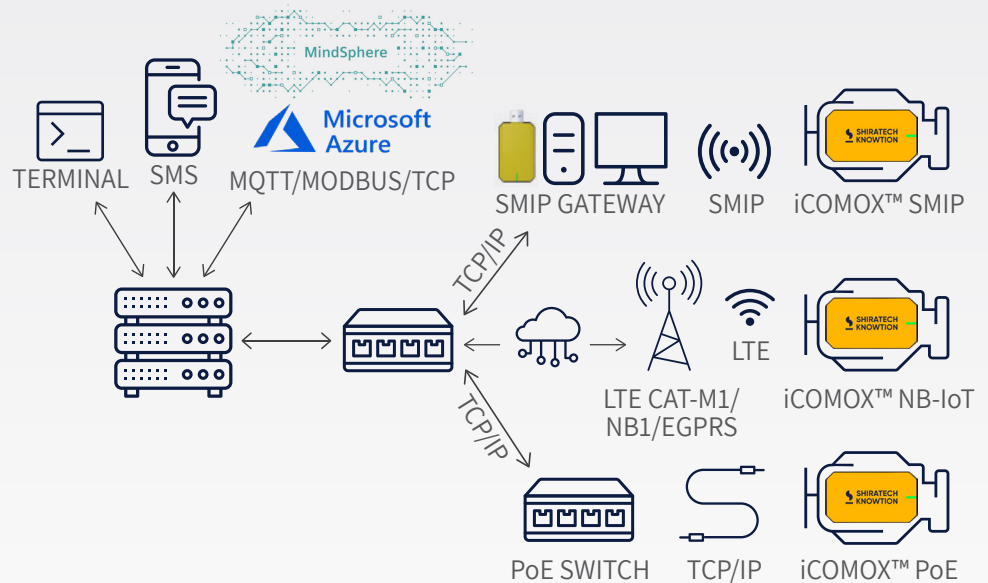 MindSphere
Microsoft
Azure
TERMINAL
SMS
MQTT/MODBUS/TCP
SHIRATECH
KNOWTION
SMIP GATEWAY
SMIP
iCOMOX™ SMIP
TCP/IP
SHIRATECH
KNOWTION
LTE
LTE CAT-M1/
NB1/EGPRS
iCOMOX™ NB-IoT
TCP/IP
SHIRATECH
KNOWTION
PoE SWITCH
TCP/IP
iCOMOX™ PoE